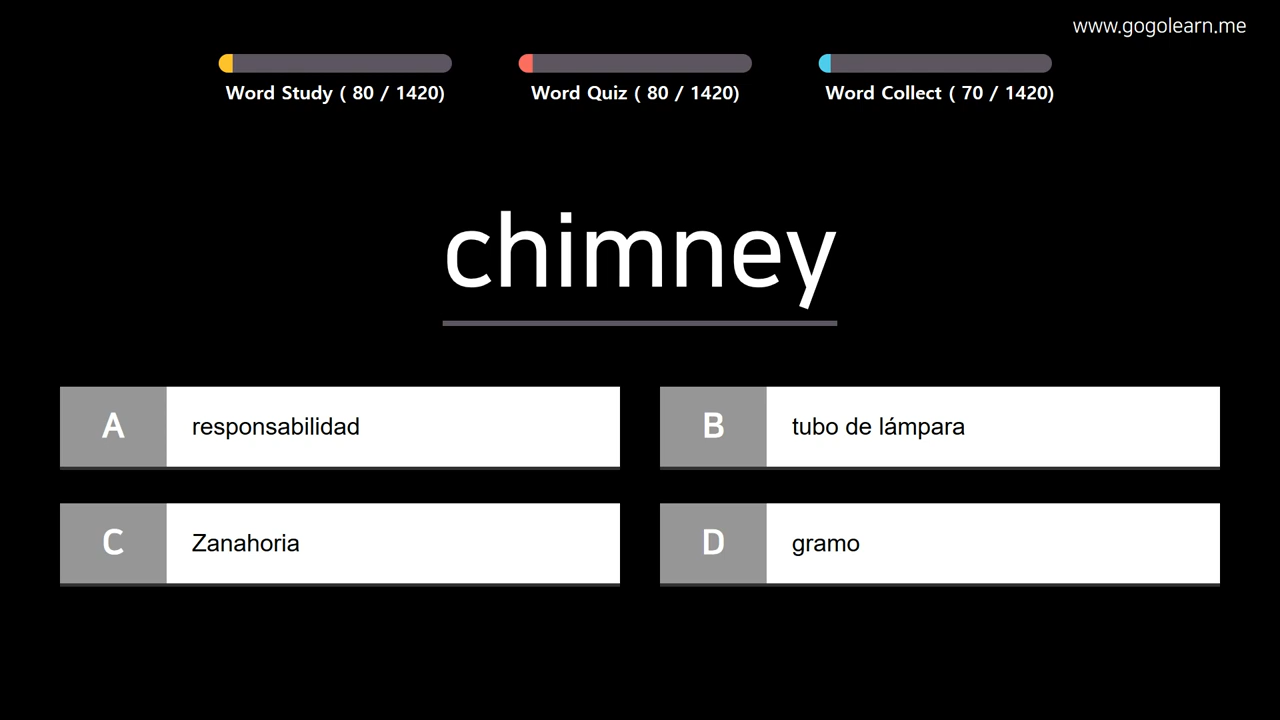 www.gogolearn.me
Word Study ( 80 / 1420)
Word Quiz ( 80 / 1420)
Word Collect ( 70 / 1420)
chimney
A responsabilidad
B tubo de lámpara
C Zanahoria
D gramo